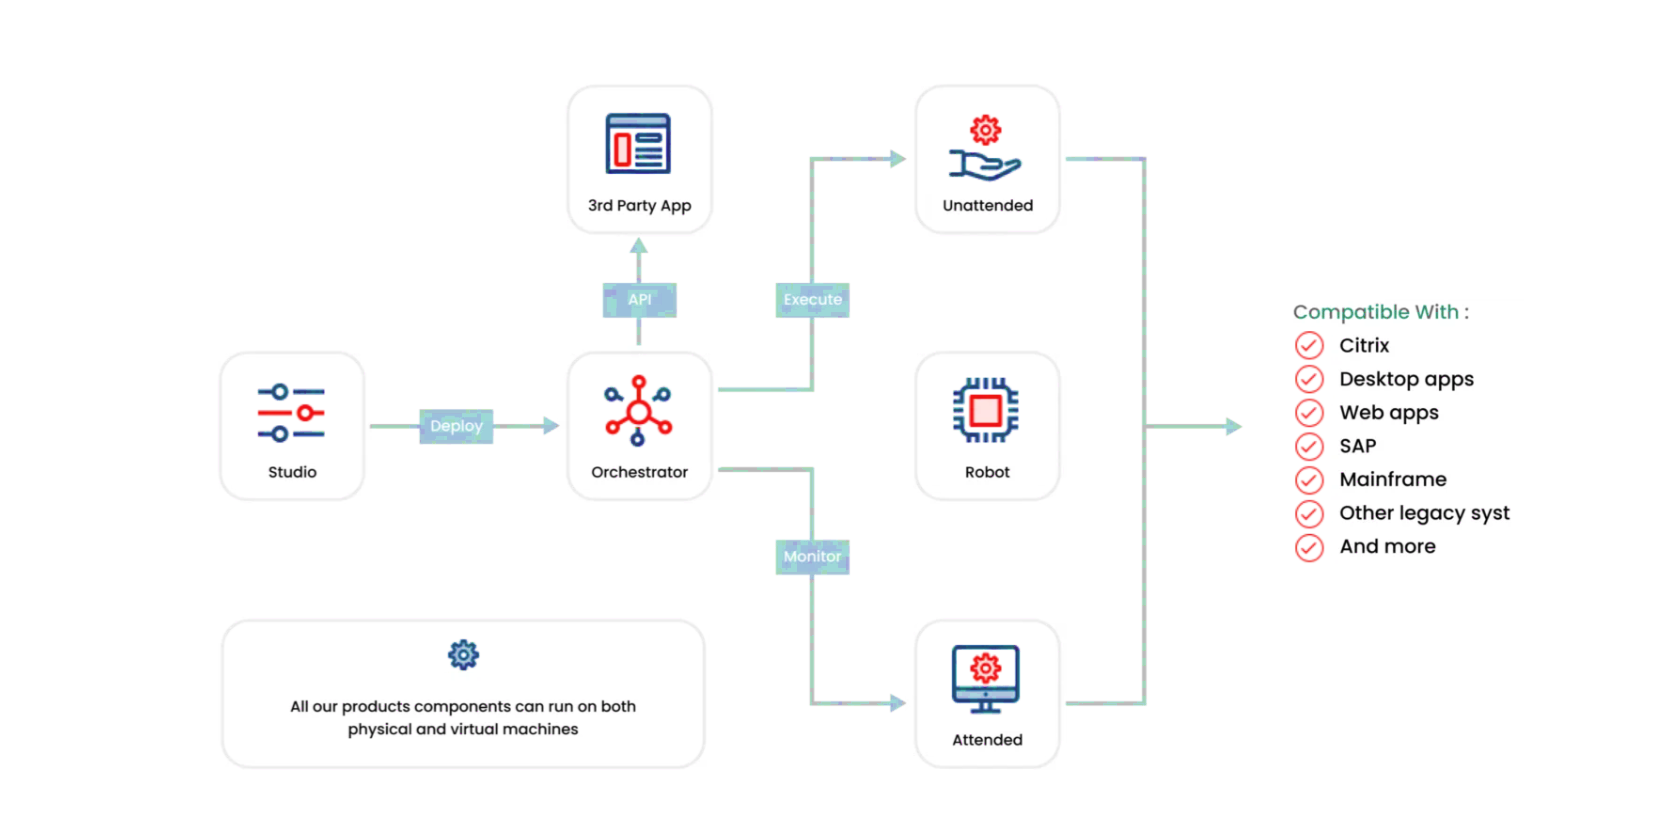 3rd Party App
Unattended
API
Execute
Compatible With :
Citrix
Desktop apps
Web apps
SAP
Mainframe
Other legacy syst
And more
Deploy
Studio
Orchestrator
Robot
Monitor
All our products components can run on both
physical and virtual machines
Attended